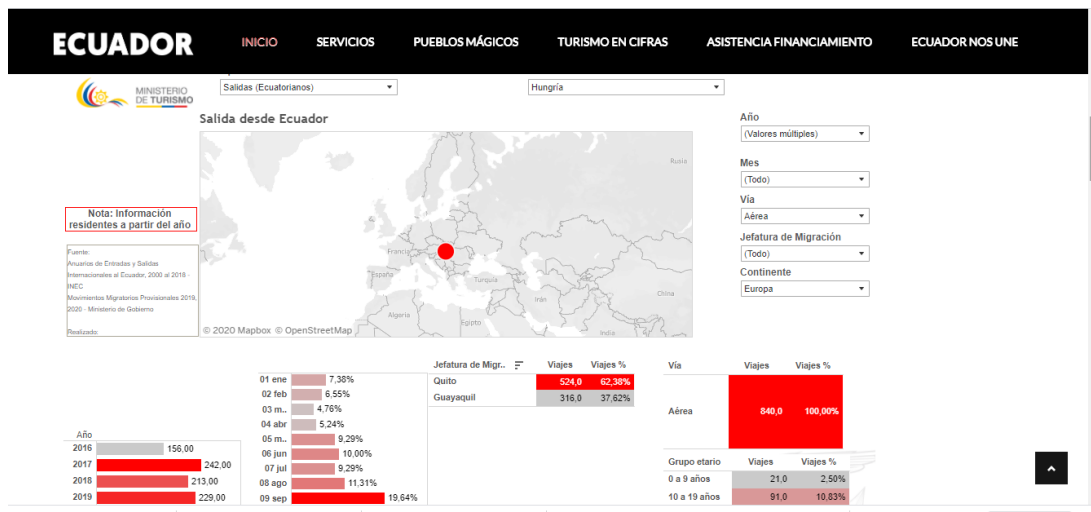 ECUADOR INICIO SERVICIOS PUEBLOS MÁGICOS TURISMO EN CIFRAS ASISTENCIA FINANCIAMIENTO ECUADOR NOS UNE
MINISTERIO
DE TURISMO
Salidas (Ecuatorianos)
Hungría
Salida desde Ecuador
Rusia
Francia
España
Turquía
Irán
China
Argelia
Egipto
India
© 2020 Mapbox © OpenStreetMap
Año
(Valores múltiples)
Mes
(Todo)
Vía
Aérea
Jefatura de Migración
(Todo)
Continente
Europa
Nota: Información
residentes a partir del año
Fuente:
Anuarios de Entradas y Salidas
Internacionales al Ecuador, 2000 al 2018 -
INEC
Movimientos Migratorios Provisionales 2019,
2020 - Ministerio de Gobierno
Realizado:
Año
2016 156,00
2017 242,00
2018 213,00
2019 229,00
01 ene 7,38%
02 feb 6,55%
03 m.. 4,76%
04 abr 5,24%
05 m.. 9,29%
06 jun 10,00%
07 jul 9,29%
08 ago 11,31%
09 sep 19,64%
Jefatura de Migr.. Viajes Viajes %
Quito 524,0 62,38%
Guayaquil 316,0 37,62%
Vía Viajes Viajes %
Aérea 840,0 100,00%
Grupo etario Viajes Viajes %
0 a 9 años 21,0 2,50%
10 a 19 años 91,0 10,83%